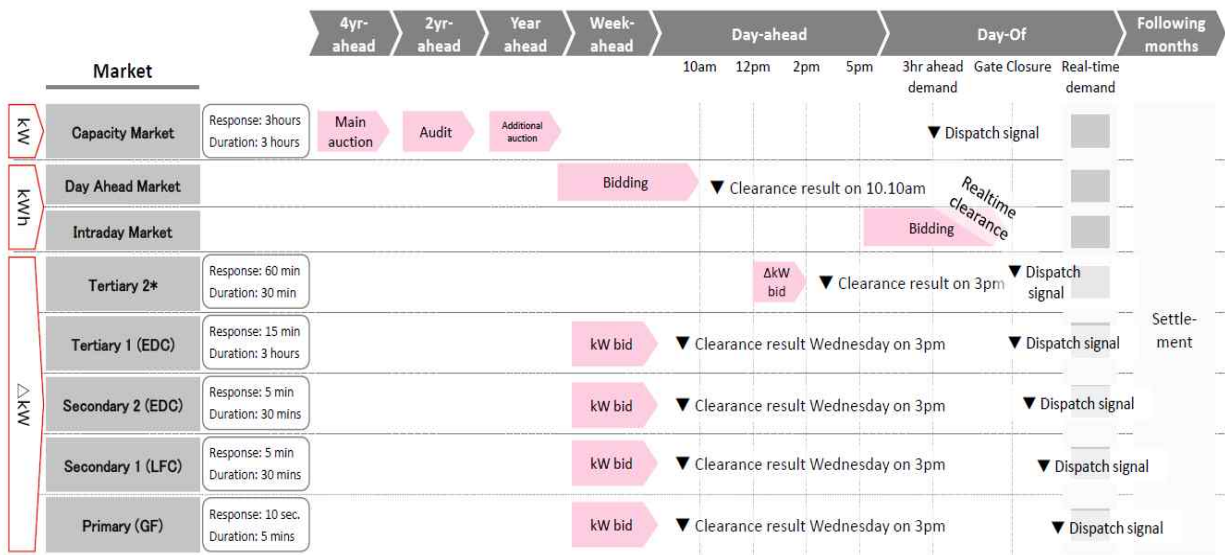 4yr-
ahead
2yr-
ahead
Year
ahead
Week-
ahead
Day-ahead
Day-Of
Following
months
Market
10am
12pm
2pm
5pm
3hr ahead
demand
Gate Closure
Real-time
demand
kW
Capacity Market
Response: 3hours
Duration: 3 hours
Main
auction
Audit
Additional
auction
▼ Dispatch signal
kWh
Day Ahead Market
Bidding
▼ Clearance result on 10.10am
Intraday Market
Bidding
Realtime
clearance
△kW
Tertiary 2*
Response: 60 min
Duration: 30 min
ΔkW
bid
▼ Clearance result on 3pm
▼ Dispatch
signal
Tertiary 1 (EDC)
Response: 15 min
Duration: 3 hours
kW bid
▼ Clearance result Wednesday on 3pm
▼ Dispatch signal
Settle-
ment
Secondary 2 (EDC)
Response: 5 min
Duration: 30 mins
kW bid
▼ Clearance result Wednesday on 3pm
▼ Dispatch signal
Secondary 1 (LFC)
Response: 5 min
Duration: 30 mins
kW bid
▼ Clearance result Wednesday on 3pm
▼ Dispatch signal
Primary (GF)
Response: 10 sec.
Duration: 5 mins
kW bid
▼ Clearance result Wednesday on 3pm
▼ Dispatch signal